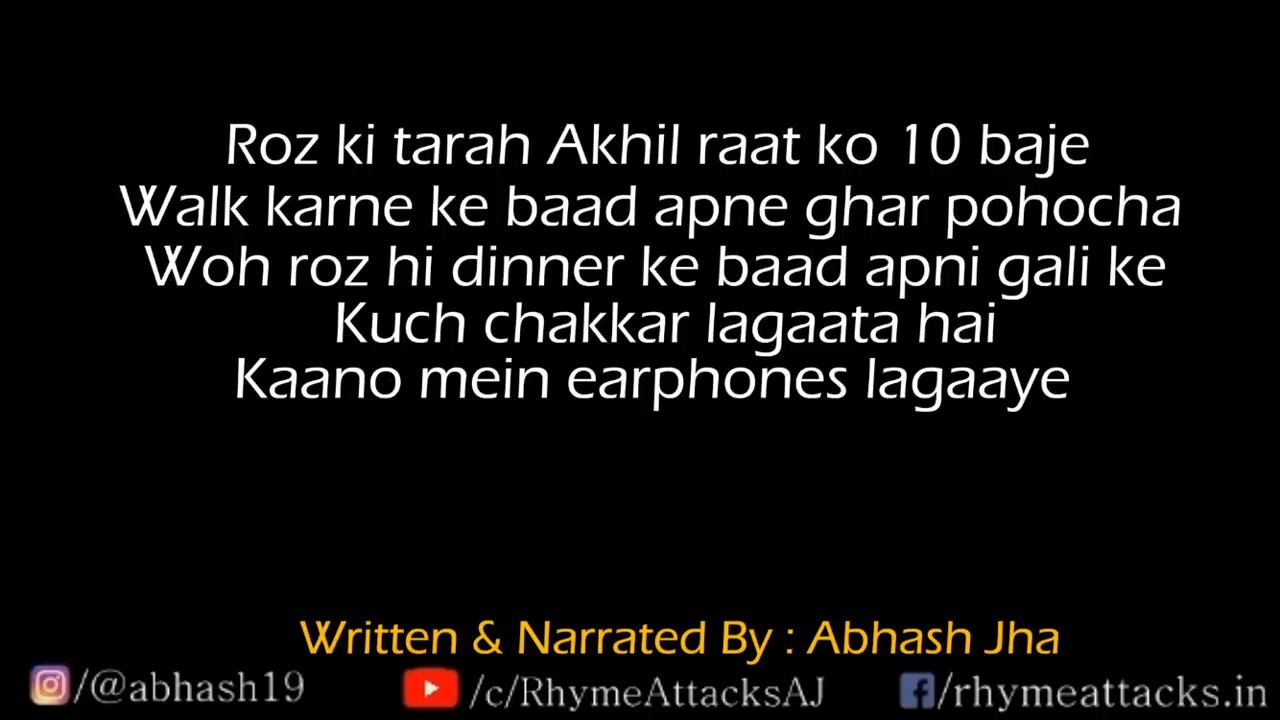 Roz ki tarah Akhil raat ko 10 baje
Walk karne ke baad apne ghar pohocha
Woh roz hi dinner ke baad apni gali ke
Kuch chakkar lagaata hai
Kaano mein earphones lagaaye
Written & Narrated By : Abhash Jha
/@abhash19 /c/RhymeAttacksAJ /rhymeattacks.in